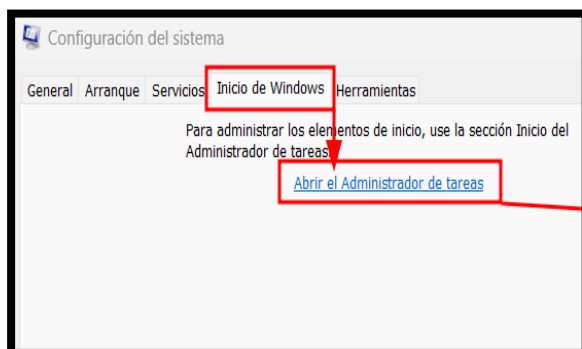 Configuración del sistema
General Arranque Servicios Inicio de Windows Herramientas
Para administrar los elementos de inicio, use la sección Inicio del
Administrador de tareas.
Abrir el Administrador de tareas